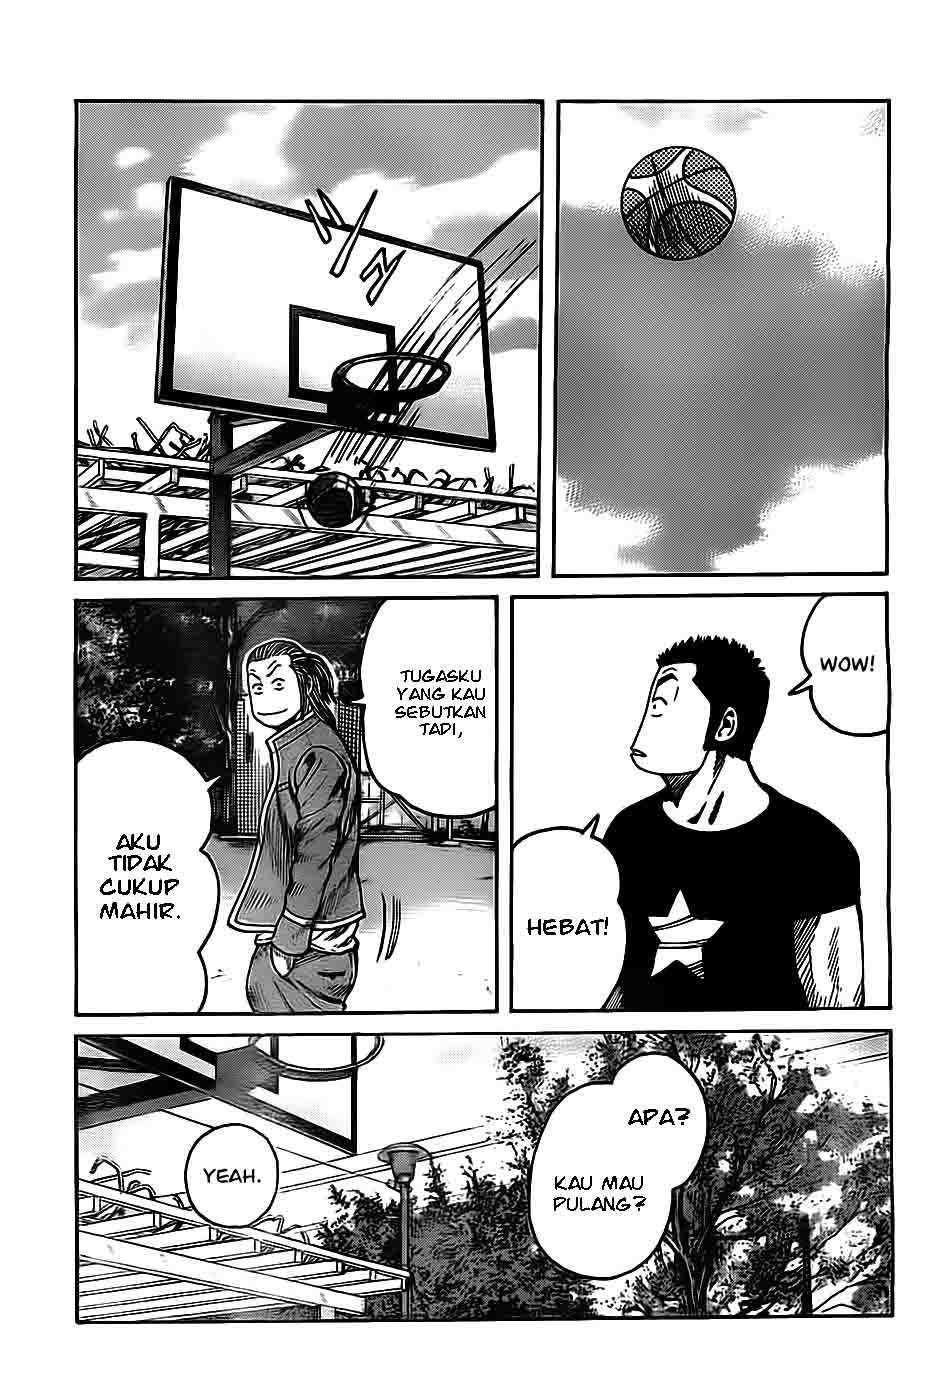 WOW!
HEBAT!
TUGASKU
YANG KAU
SEBUTKAN
TADI,
AKU
TIDAK
CUKUP
MAHIR.
APA?
KAU MAU
PULANG?
YEAH.